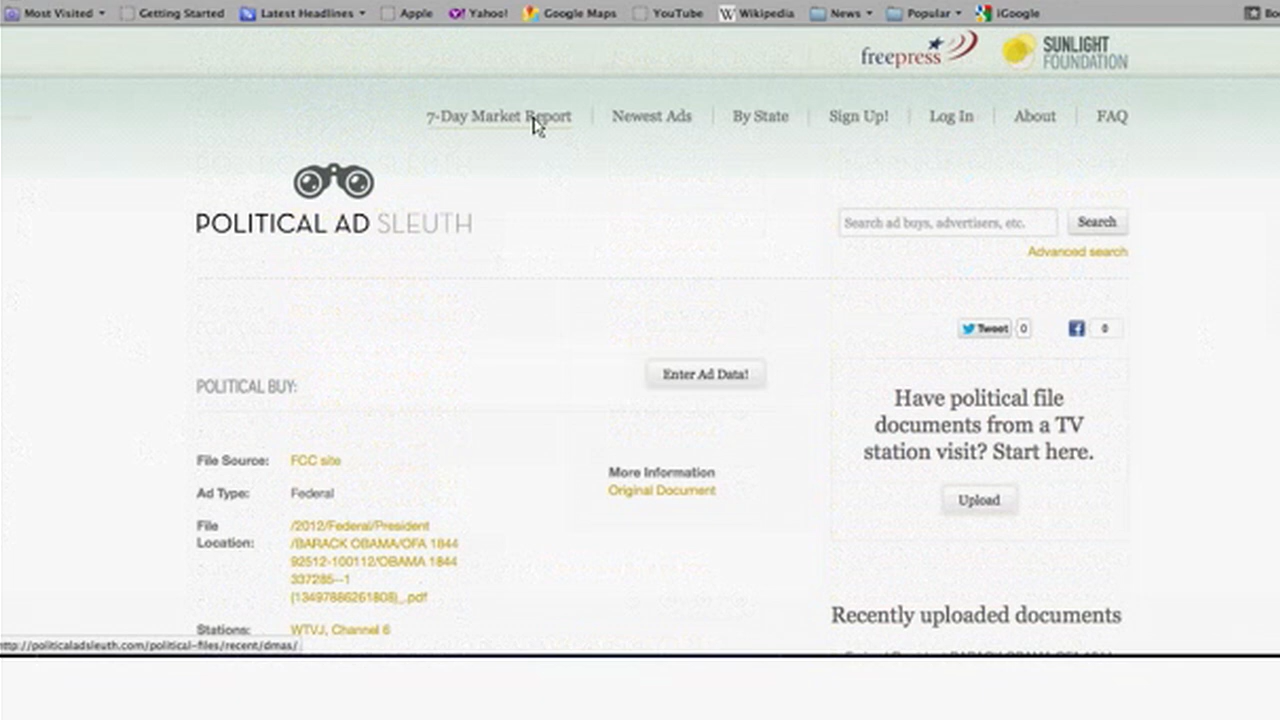 Most Visited Getting Started Latest Headlines Apple Yahoo! Google Maps YouTube Wikipedia News Popular iGoogle Bo
freepress SUNLIGHT
FOUNDATION
7-Day Market Report Newest Ads By State Sign Up! Log In About FAQ
POLITICAL AD SLEUTH
Search ad buys, advertisers, etc. Search
Advanced search
Tweet 0 0
POLITICAL BUY: Enter Ad Data!
Have political file
documents from a TV
station visit? Start here.
Upload
File Source: FCC site
More Information
Original Document
Ad Type: Federal
File
Location:
/2012/Federal/President
/BARACK OBAMA/OFA 1844
92512-100112/OBAMA 1844
337285--1
(13497886261808)_.pdf
Stations: WTVJ, Channel 6
Recently uploaded documents
http://politicaladsleuth.com/political-files/recent/dmas/